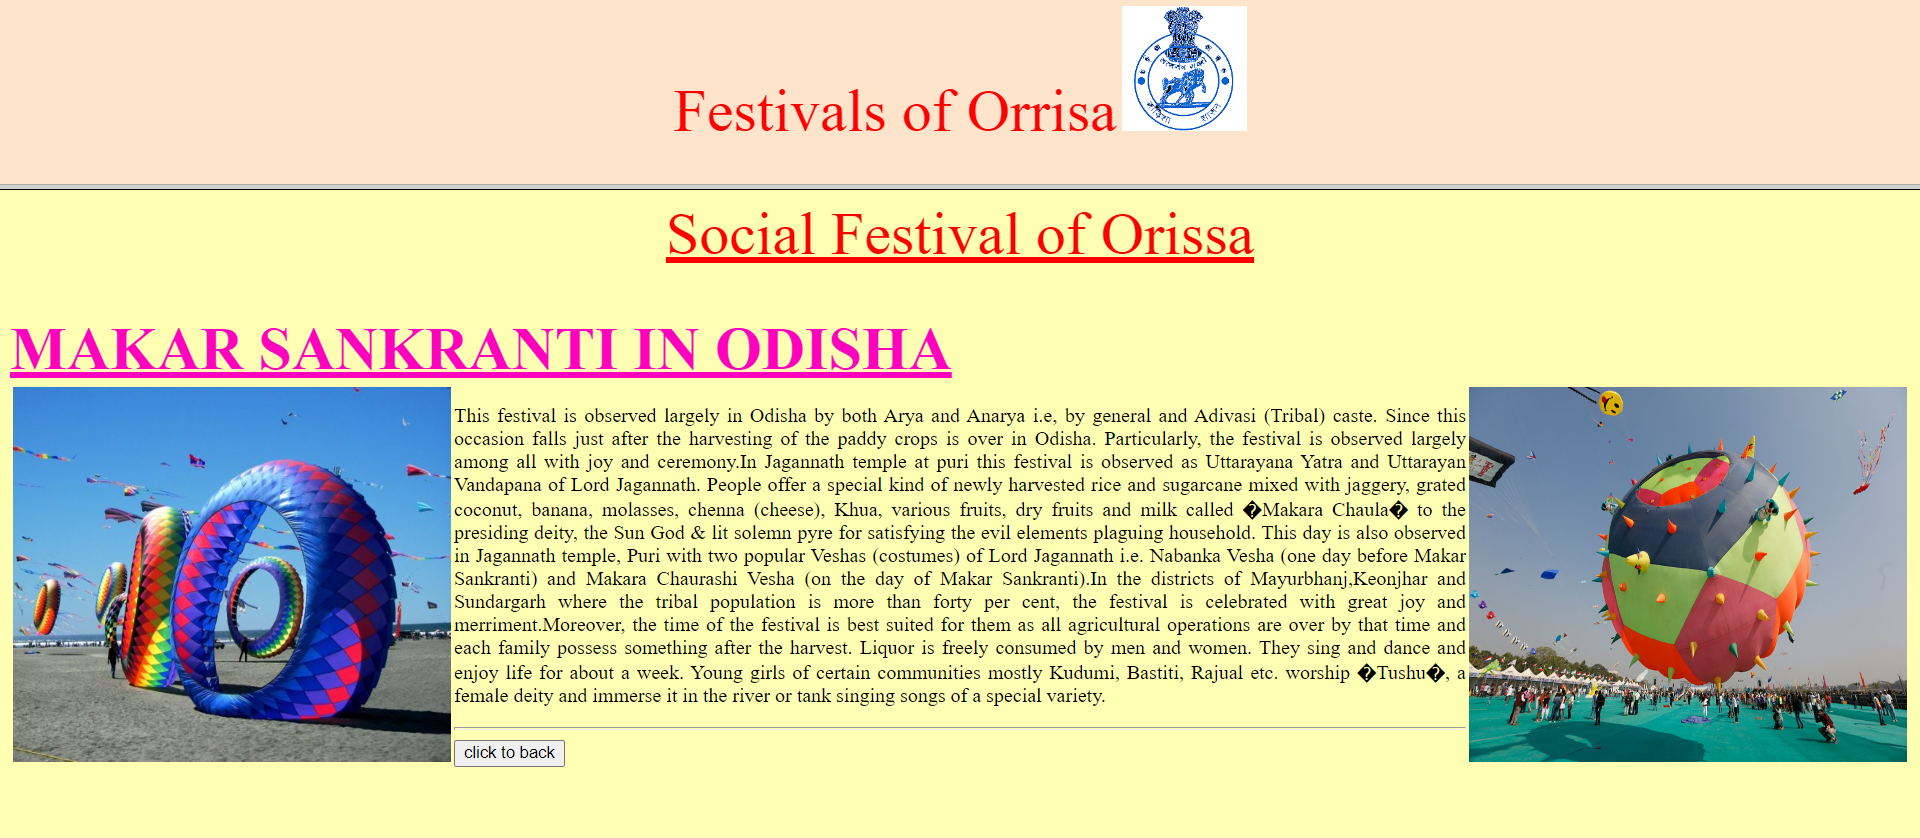 Festivals of Orrisa
Social Festival of Orissa
MAKAR SANKRANTI IN ODISHA
This festival is observed largely in Odisha by both Arya and Anarya i.e, by general and Adivasi (Tribal) caste. Since this
occasion falls just after the harvesting of the paddy crops is over in Odisha. Particularly, the festival is observed largely
among all with joy and ceremony.In Jagannath temple at puri this festival is observed as Uttarayana Yatra and Uttarayan
Vandapana of Lord Jagannath. People offer a special kind of newly harvested rice and sugarcane mixed with jaggery, grated
coconut, banana, molasses, chenna (cheese), Khua, various fruits, dry fruits and milk called �Makara Chaula� to the
presiding deity, the Sun God & lit solemn pyre for satisfying the evil elements plaguing household. This day is also observed
in Jagannath temple, Puri with two popular Veshas (costumes) of Lord Jagannath i.e. Nabanka Vesha (one day before Makar
Sankranti) and Makara Chaurashi Vesha (on the day of Makar Sankranti).In the districts of Mayurbhanj,Keonjhar and
Sundargarh where the tribal population is more than forty per cent, the festival is celebrated with great joy and
merriment.Moreover, the time of the festival is best suited for them as all agricultural operations are over by that time and
each family possess something after the harvest. Liquor is freely consumed by men and women. They sing and dance and
enjoy life for about a week. Young girls of certain communities mostly Kudumi, Bastiti, Rajual etc. worship �Tushu�, a
female deity and immerse it in the river or tank singing songs of a special variety.
click to back